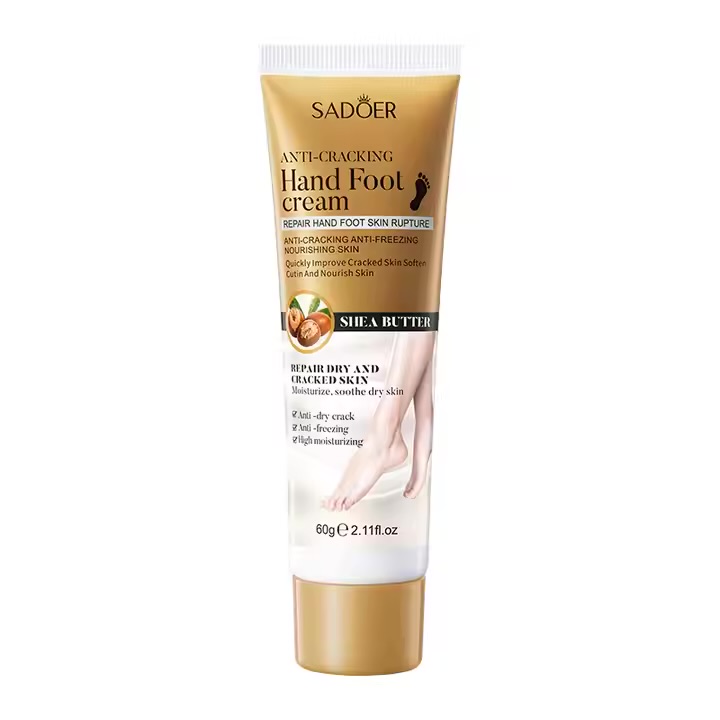 SADOER
ANTI-CRACKING
Hand Foot
cream
REPAIR HAND FOOT SKIN RUPTURE
ANTI-CRACKING ANTI-FREEZING
NOURISHING SKIN
Quickly Improve Cracked Skin Soften
Cutin And Nourish Skin
SHEA BUTTER
REPAIR DRY AND
CRACKED SKIN
Moisturize, soothe dry skin
Anti -dry crack
Anti -freezing
High moisturizing
60g℮2.11fl.oz